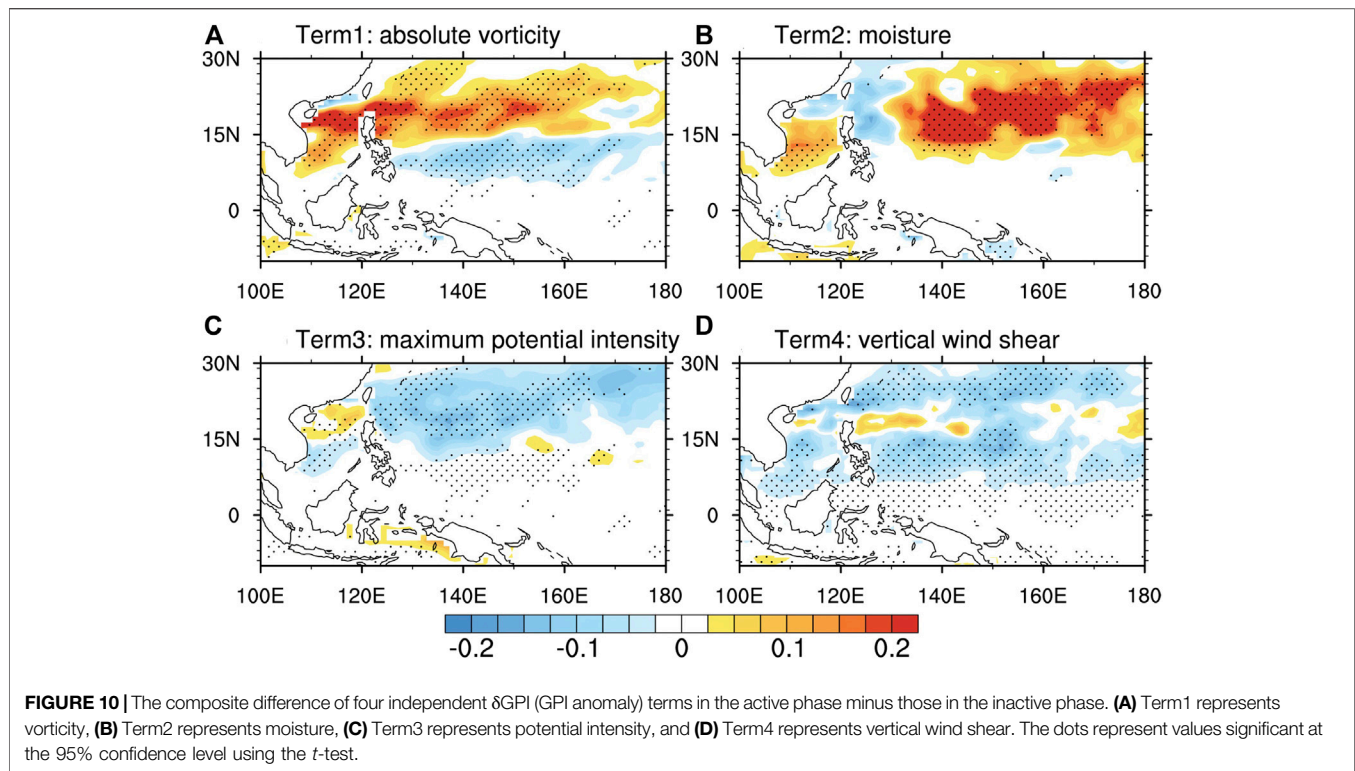 A Term1: absolute vorticity
B Term2: moisture
30N
15N
0
100E 120E 140E 160E 180
30N
15N
0
100E 120E 140E 160E 180
C Term3: maximum potential intensity
D Term4: vertical wind shear
30N
15N
0
100E 120E 140E 160E 180
30N
15N
0
100E 120E 140E 160E 180
-0.2 -0.1 0 0.1 0.2
FIGURE 10 | The composite difference of four independent δGPI (GPI anomaly) terms in the active phase minus those in the inactive phase. (A) Term1 represents
vorticity, (B) Term2 represents moisture, (C) Term3 represents potential intensity, and (D) Term4 represents vertical wind shear. The dots represent values significant at
the 95% confidence level using the t-test.